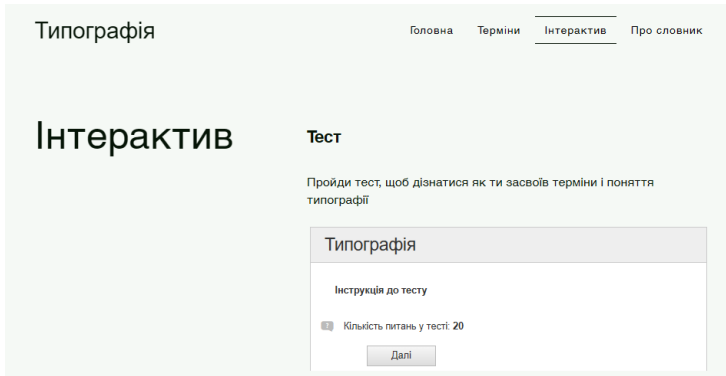 Типографія
Головна Терміни Інтерактив Про словник
Інтерактив
Тест
Пройди тест, щоб дізнатися як ти засвоїв терміни і поняття
типографії
Типографія
Інструкція до тесту
Кількість питань у тесті: 20
Далі